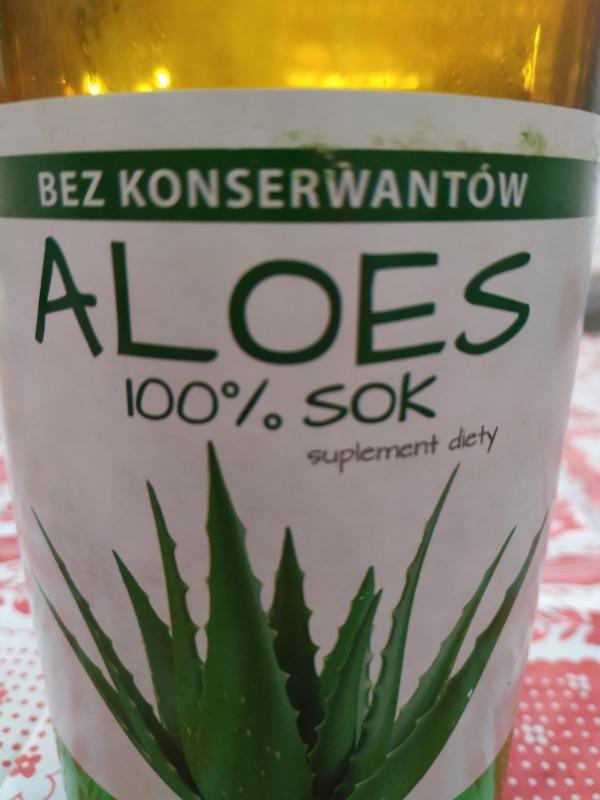 BEZ KONSERWANTÓW
ALOES
100% SOK
suplement diety